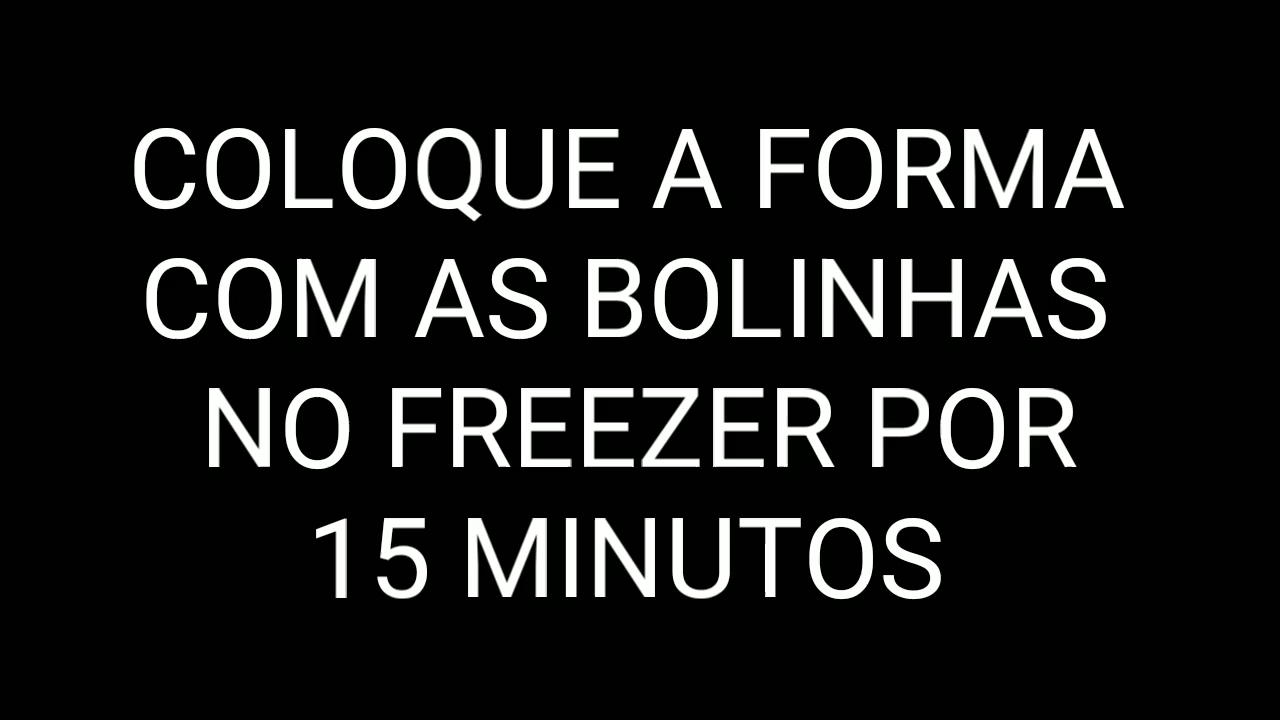 COLOQUE A FORMA
COM AS BOLINHAS
NO FREEZER POR
15 MINUTOS